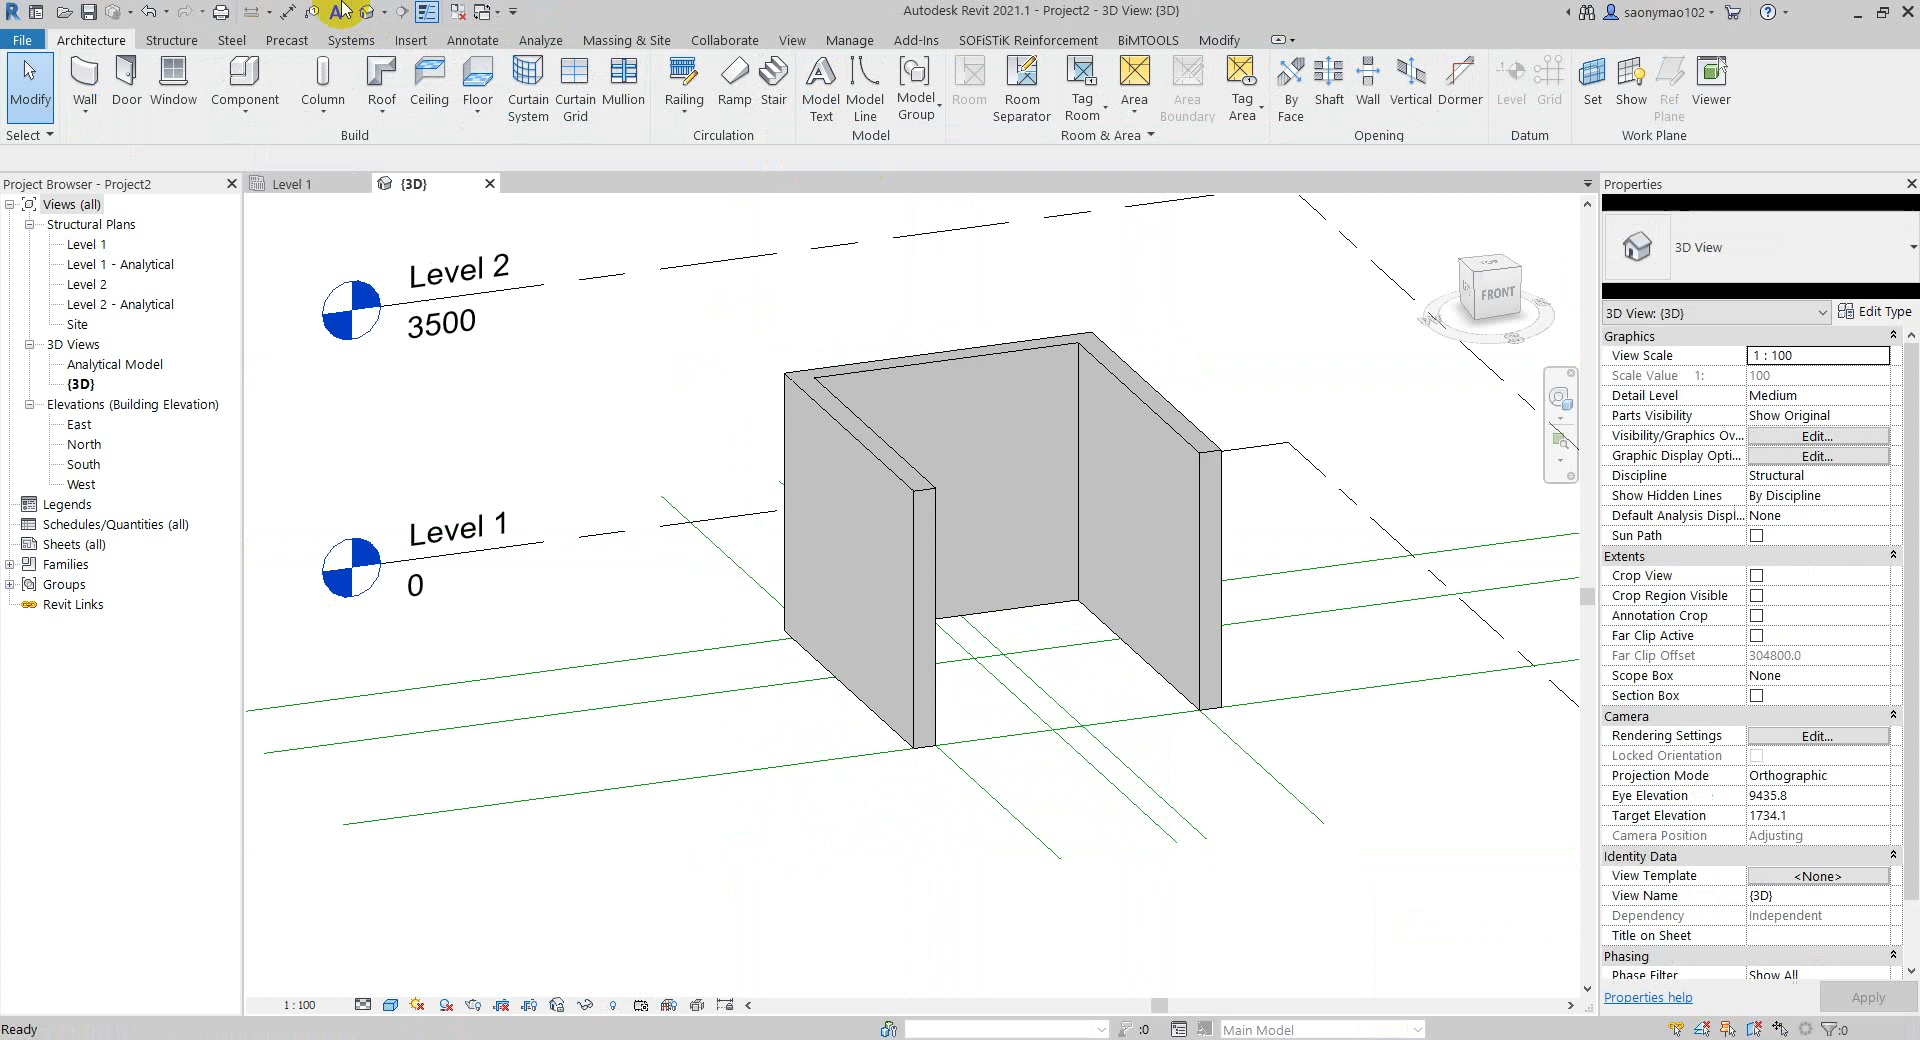 Autodesk Revit 2021.1 - Project2 - 3D View: {3D}
saonymao102
File Architecture Structure Steel Precast Systems Insert Annotate Analyze Massing & Site Collaborate View Manage Add-Ins SOFiSTiK Reinforcement BiMTOOLS Modify
Modify Wall Door Window Component Column Roof Ceiling Floor Curtain System Curtain Grid Mullion Railing Ramp Stair Model Text Model Line Model Group Room Room Separator Tag Room Area Area Boundary Tag Area By Face Shaft Wall Vertical Dormer Level Grid Set Show Ref Plane Viewer
Select Build Circulation Model Room & Area Opening Datum Work Plane
Project Browser - Project2
Views (all)
Structural Plans
Level 1
Level 1 - Analytical
Level 2
Level 2 - Analytical
Site
3D Views
Analytical Model
{3D}
Elevations (Building Elevation)
East
North
South
West
Legends
Schedules/Quantities (all)
Sheets (all)
Families
Groups
Revit Links
Level 1 {3D}
Level 2
3500
Level 1
0
TOP
FRONT
Properties
3D View
3D View: {3D} Edit Type
Graphics
View Scale 1 : 100
Scale Value 1: 100
Detail Level Medium
Parts Visibility Show Original
Visibility/Graphics Ov... Edit...
Graphic Display Opti... Edit...
Discipline Structural
Show Hidden Lines By Discipline
Default Analysis Displ... None
Sun Path
Extents
Crop View
Crop Region Visible
Annotation Crop
Far Clip Active
Far Clip Offset 304800.0
Scope Box None
Section Box
Camera
Rendering Settings Edit...
Locked Orientation
Projection Mode Orthographic
Eye Elevation 9435.8
Target Elevation 1734.1
Camera Position Adjusting
Identity Data
View Template <None>
View Name {3D}
Dependency Independent
Title on Sheet
Phasing
Phase Filter Show All
Properties help Apply
1 : 100
Ready :0 Main Model :0